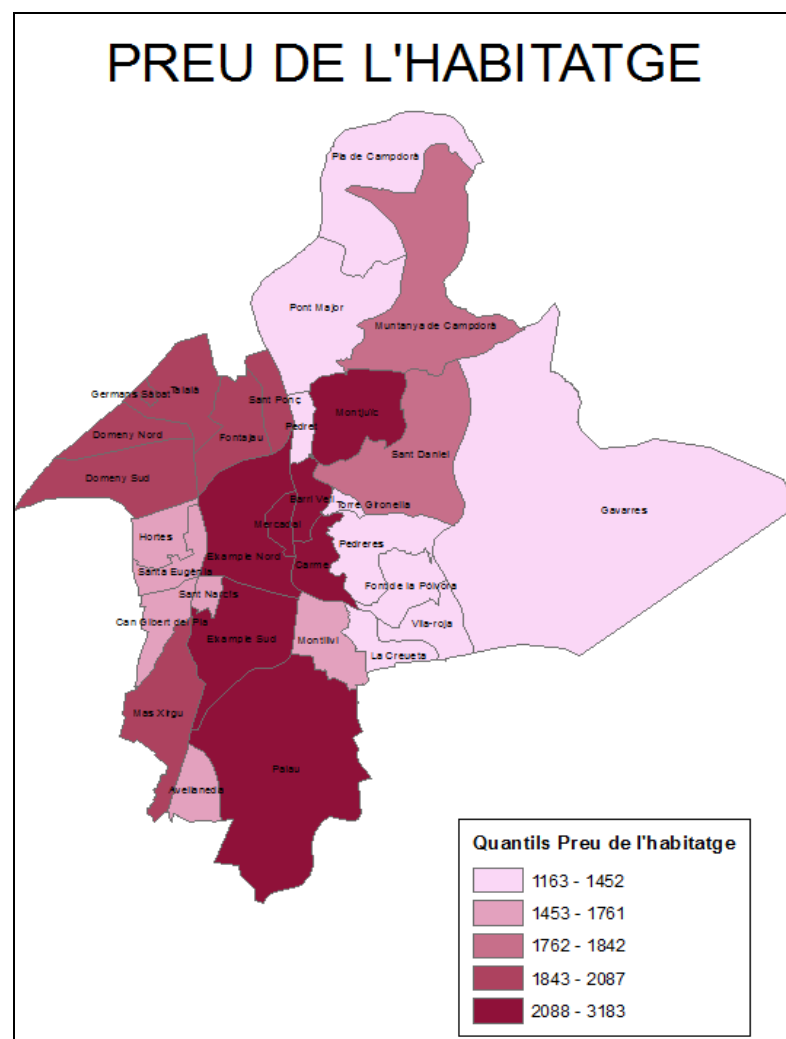 PREU DE L'HABITATGE
Pla de Campdorà
Pont Major
Muntanya de Campdorà
Germans Sàbat
Taialà
Sant Ponç
Montjuïc
Domeny Nord
Fontajau
Pedret
Domeny Sud
Sant Daniel
Barri Vell
Torre Gironella
Gavarres
Mercadal
Hortes
Pedreres
Eixample Nord
Carme
Santa Eugènia
Font de la Pólvora
Sant Narcís
Can Gibert del Pla
Vila-roja
Eixample Sud
Montilivi
La Creueta
Mas Xirgu
Palau
Avellaneda
Quantils Preu de l'habitatge
1163 - 1452
1453 - 1761
1762 - 1842
1843 - 2087
2088 - 3183